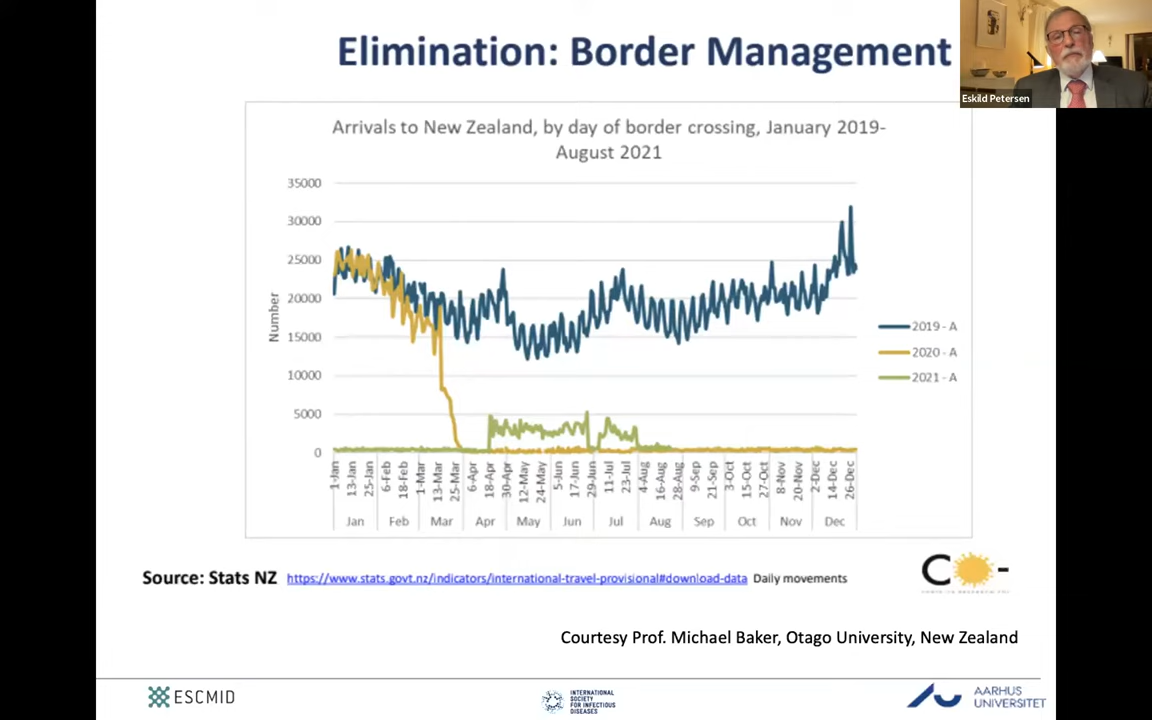 Elimination: Border Management
Eskild Petersen
Arrivals to New Zealand, by day of border crossing, January 2019-
August 2021
35000
30000
25000
20000
15000
10000
5000
0
Number
2019 - A
2020 - A
2021 - A
1-Jan
13-Jan
25-Jan
6-Feb
18-Feb
1-Mar
13-Mar
25-Mar
6-Apr
18-Apr
30-Apr
12-May
24-May
5-Jun
17-Jun
29-Jun
11-Jul
23-Jul
4-Aug
16-Aug
28-Aug
9-Sep
21-Sep
3-Oct
15-Oct
27-Oct
8-Nov
20-Nov
2-Dec
14-Dec
26-Dec
Jan Feb Mar Apr May Jun Jul Aug Sep Oct Nov Dec
Source: Stats NZ https://www.stats.govt.nz/indicators/international-travel-provisional#download-data Daily movements
CO-
Courtesy Prof. Michael Baker, Otago University, New Zealand
ESCMID
INTERNATIONAL
SOCIETY
FOR INFECTIOUS
DISEASES
AARHUS
UNIVERSITET